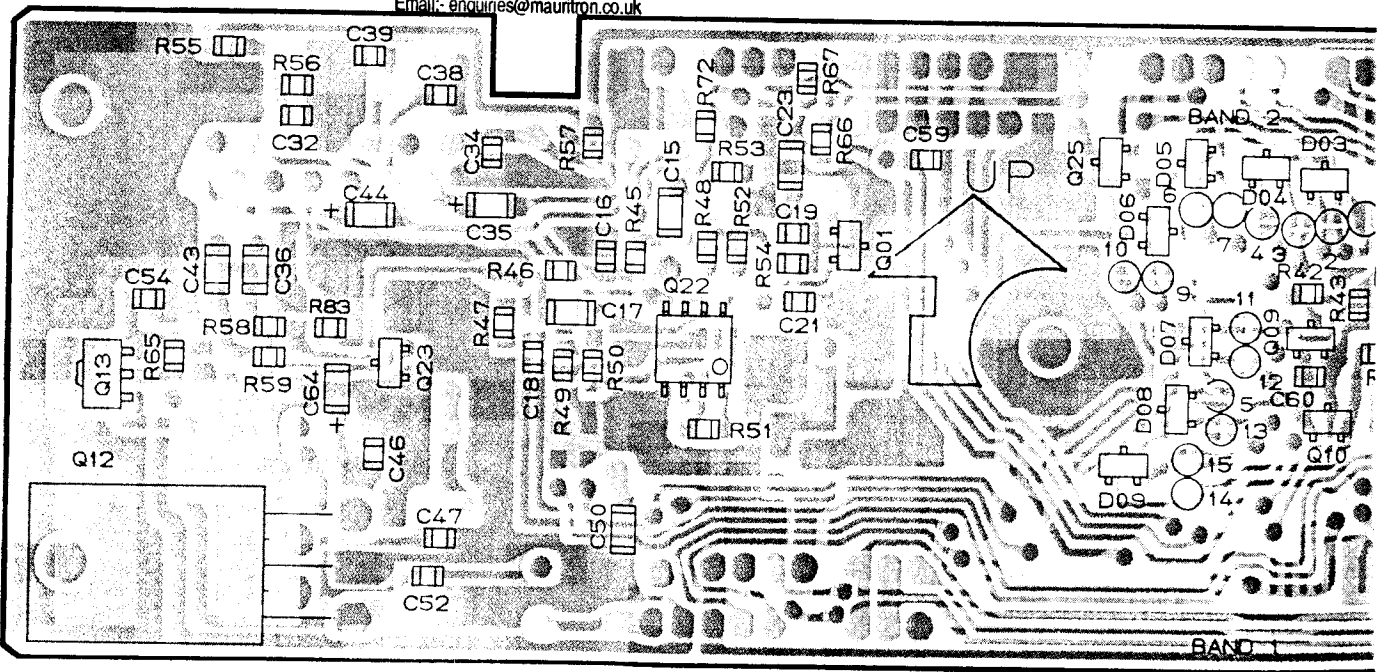 Email:- enquiries@mauritron.co.uk
R55
C39
R56
C38
C32
C34
R57
R72
C23
R67
R66
R53
C15
C59
UP
Q25
BAND 2
D05
D03
D04
D06
6
C44
+
C35
+
C16
R45
R48
R52
C19
R54
Q01
10
7
4
3
2
C54
C43
C36
R46
Q22
C21
9
R42
R43
11
R58
R83
R47
C17
D07
Q09
Q13
R65
R59
C64
+
Q23
C18
R49
R50
12
C60
R
R51
D08
5
13
Q10
Q12
C46
15
D09
14
C47
C50
C52
BAND 1